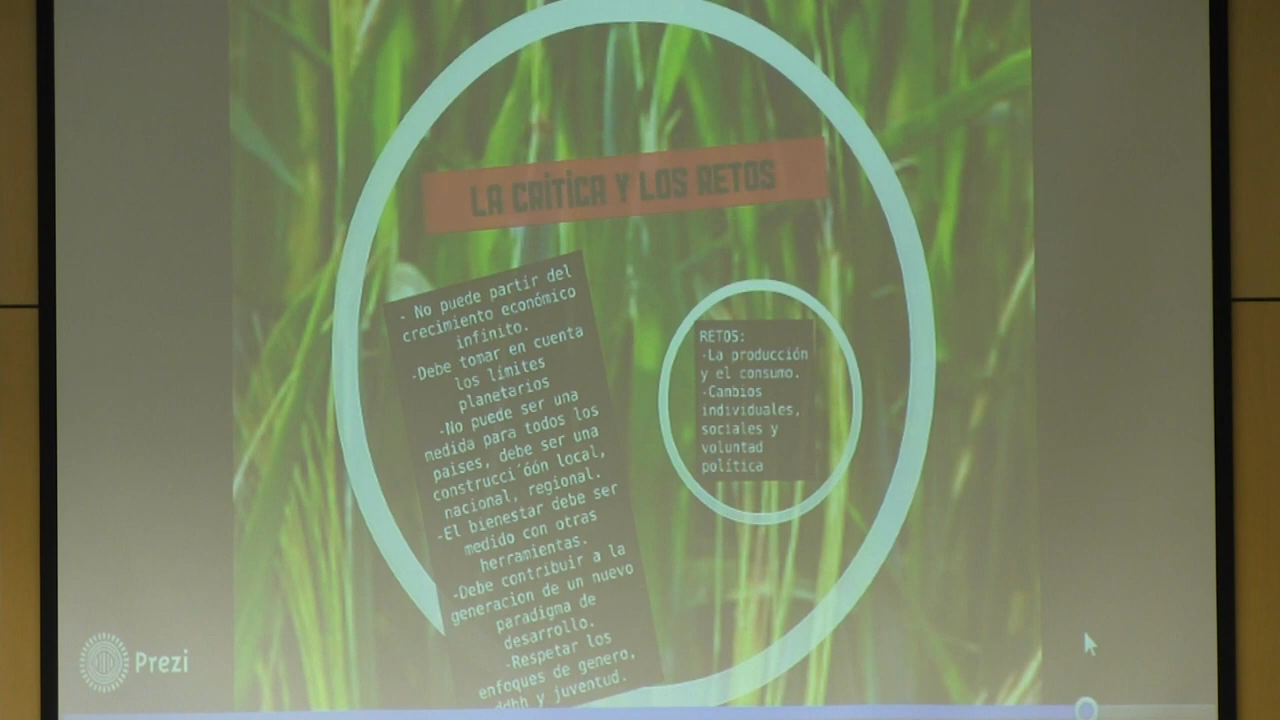 LA CRÍTICA Y LOS RETOS
- No puede partir del
crecimiento económico
infinito.
-Debe tomar en cuenta
los límites
planetarios
-No puede ser una
medida para todos los
paises, debe ser una
construcci´óón local,
nacional, regional.
-El bienestar debe ser
medido con otras
herramientas.
-Debe contribuir a la
generacion de un nuevo
paradigma de
desarrollo.
-Respetar los
enfoques de genero,
ddhh y juventud.
RETOS:
-La producción
y el consumo.
-Cambios
individuales,
sociales y
voluntad
política
Prezi